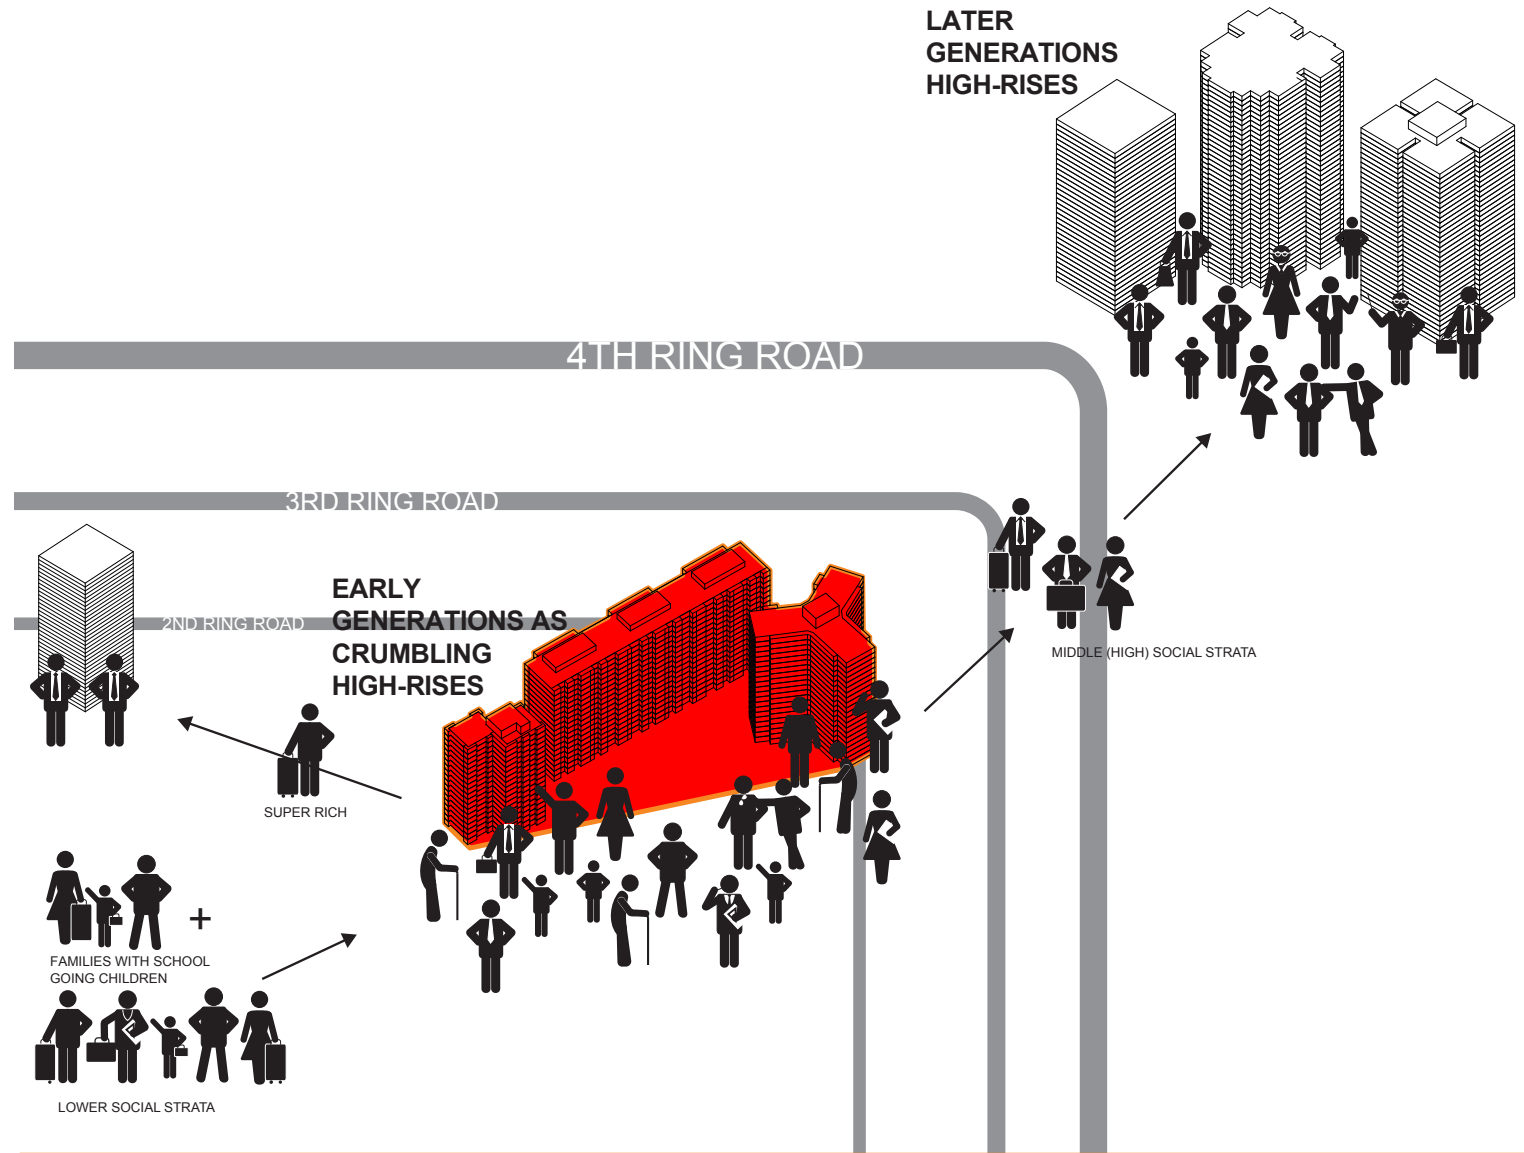 LATER
GENERATIONS
HIGH-RISES
4TH RING ROAD
3RD RING ROAD
EARLY
GENERATIONS AS
CRUMBLING
HIGH-RISES
2ND RING ROAD
MIDDLE (HIGH) SOCIAL STRATA
SUPER RICH
+
FAMILIES WITH SCHOOL
GOING CHILDREN
LOWER SOCIAL STRATA